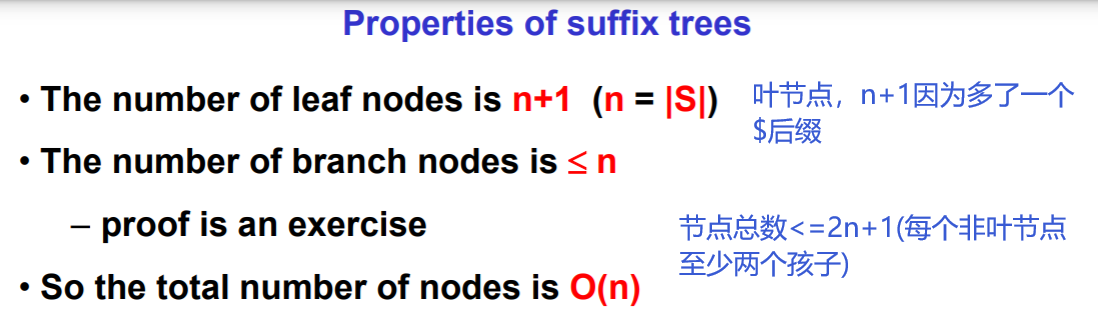 Properties of suffix trees
• The number of leaf nodes is n+1 (n = |S|)
叶节点，n+1因为多了一个
$后缀
• The number of branch nodes is ≤ n
– proof is an exercise
节点总数<=2n+1(每个非叶节点
至少两个孩子)
• So the total number of nodes is O(n)